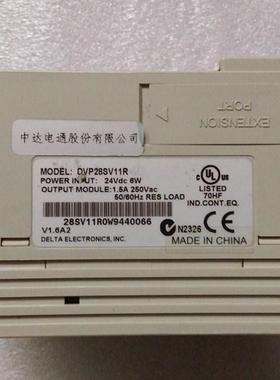 EXTENSION
PORT
中达电通股份有限公司
MODEL: DVP28SV11R
POWER INPUT: 24Vdc 6W
OUTPUT MODULE: 1.5A 250Vac
50/60Hz RES LOAD
28SV11R0W9440066
V1.6A2
DELTA ELECTRONICS, INC.
c UL US
LISTED
70HF
IND.CONT.EQ.
N2326
MADE IN CHINA